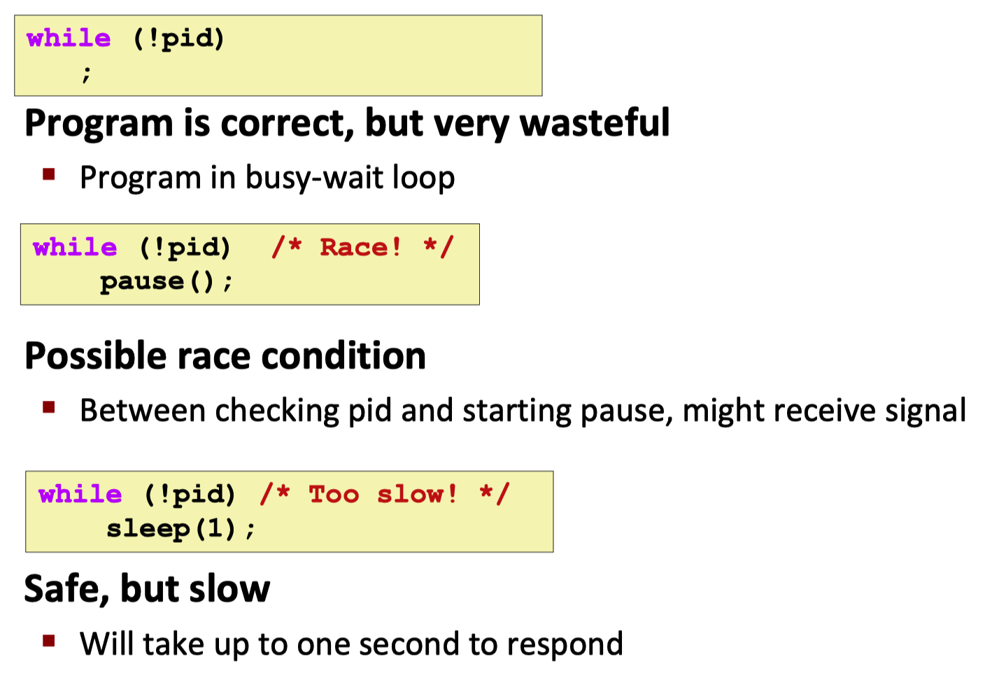 while (!pid)
;
Program is correct, but very wasteful
▪ Program in busy-wait loop
while (!pid) /* Race! */
pause();
Possible race condition
▪ Between checking pid and starting pause, might receive signal
while (!pid) /* Too slow! */
sleep(1);
Safe, but slow
▪ Will take up to one second to respond